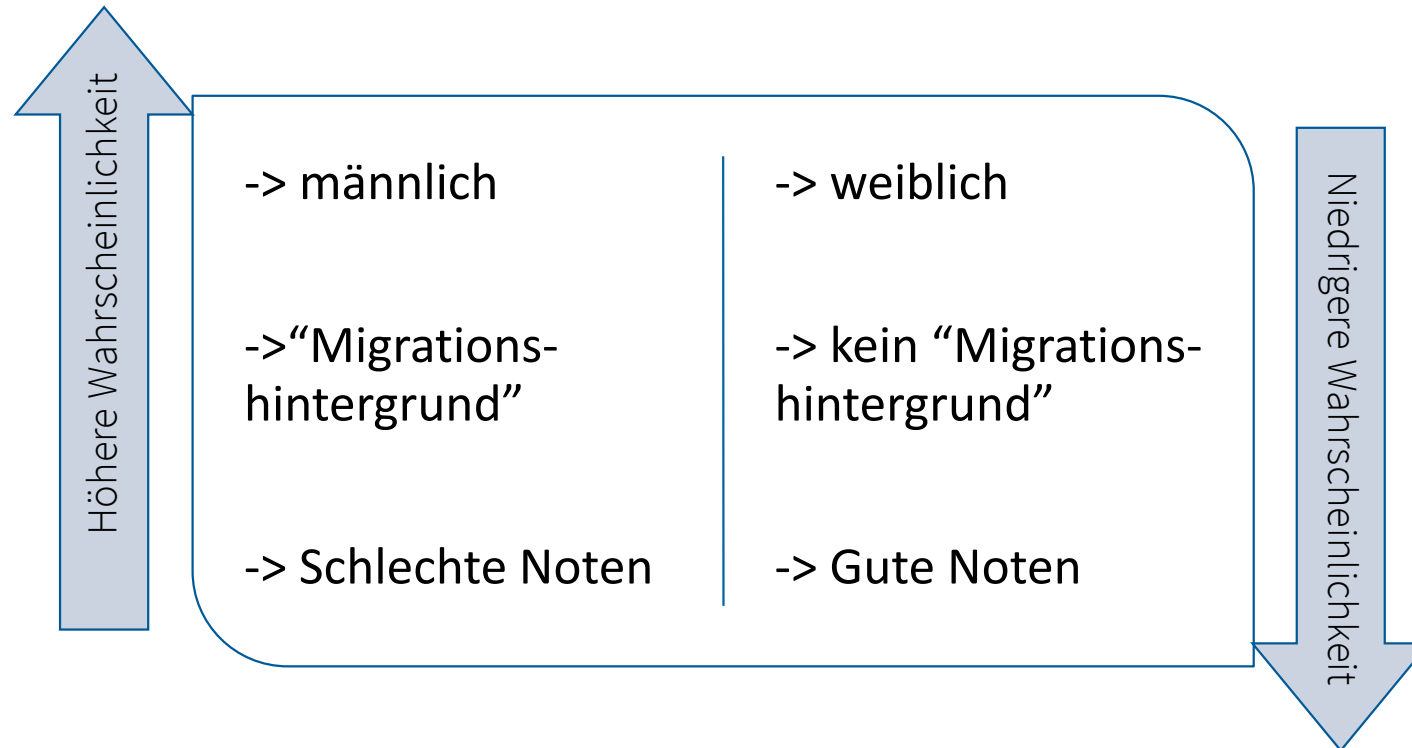 Höhere Wahrscheinlichkeit
-> männlich
->“Migrations-
hintergrund”
-> Schlechte Noten
-> weiblich
-> kein “Migrations-
hintergrund”
-> Gute Noten
Niedrigere Wahrscheinlichkeit